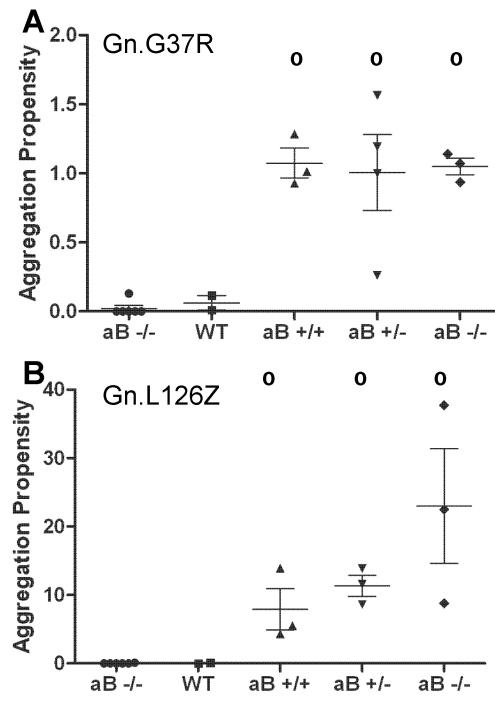 A
Gn.G37R
o o o
Aggregation Propensity
2.0
1.5
1.0
0.5
0.0
aB -/- WT aB +/+ aB +/- aB -/-
B
Gn.L126Z
o o o
Aggregation Propensity
40
30
20
10
0
aB -/- WT aB +/+ aB +/- aB -/-